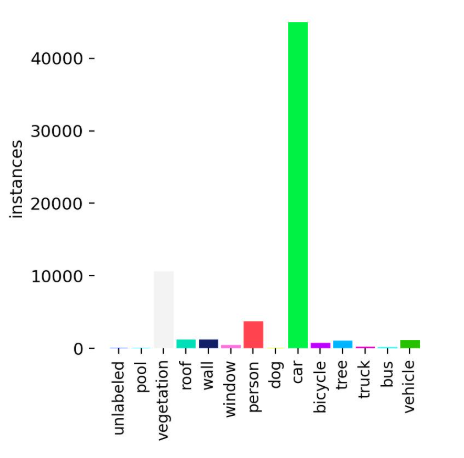 40000
30000
20000
10000
0
instances
unlabeled
pool
vegetation
roof
wall
window
person
dog
car
bicycle
tree
truck
bus
vehicle